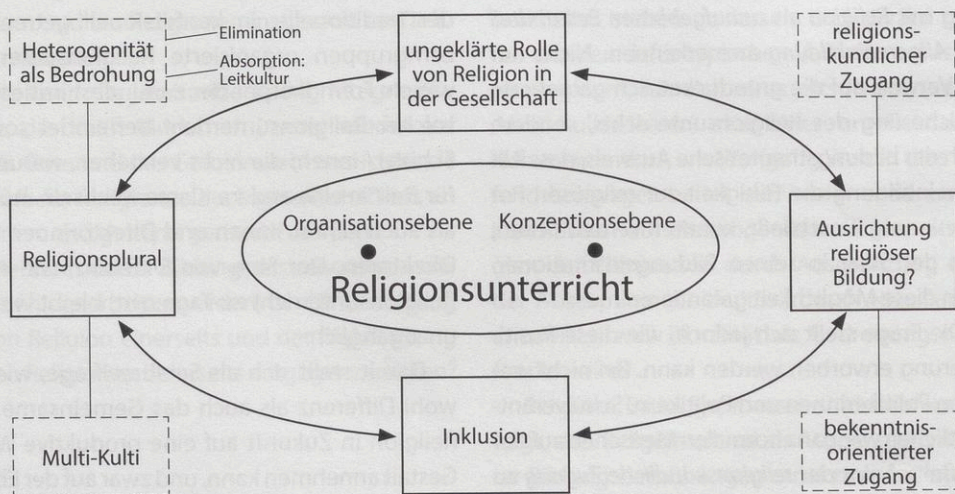 Heterogenität
als Bedrohung
Elimination
Absorption:
Leitkultur
ungeklärte Rolle
von Religion in
der Gesellschaft
religions-
kundlicher
Zugang
Religionsplural
Organisationsebene
Konzeptionsebene
Religionsunterricht
Ausrichtung
religiöser
Bildung!
Multi-Kulti
Inklusion
bekenntnis-
orientierter
Zugang